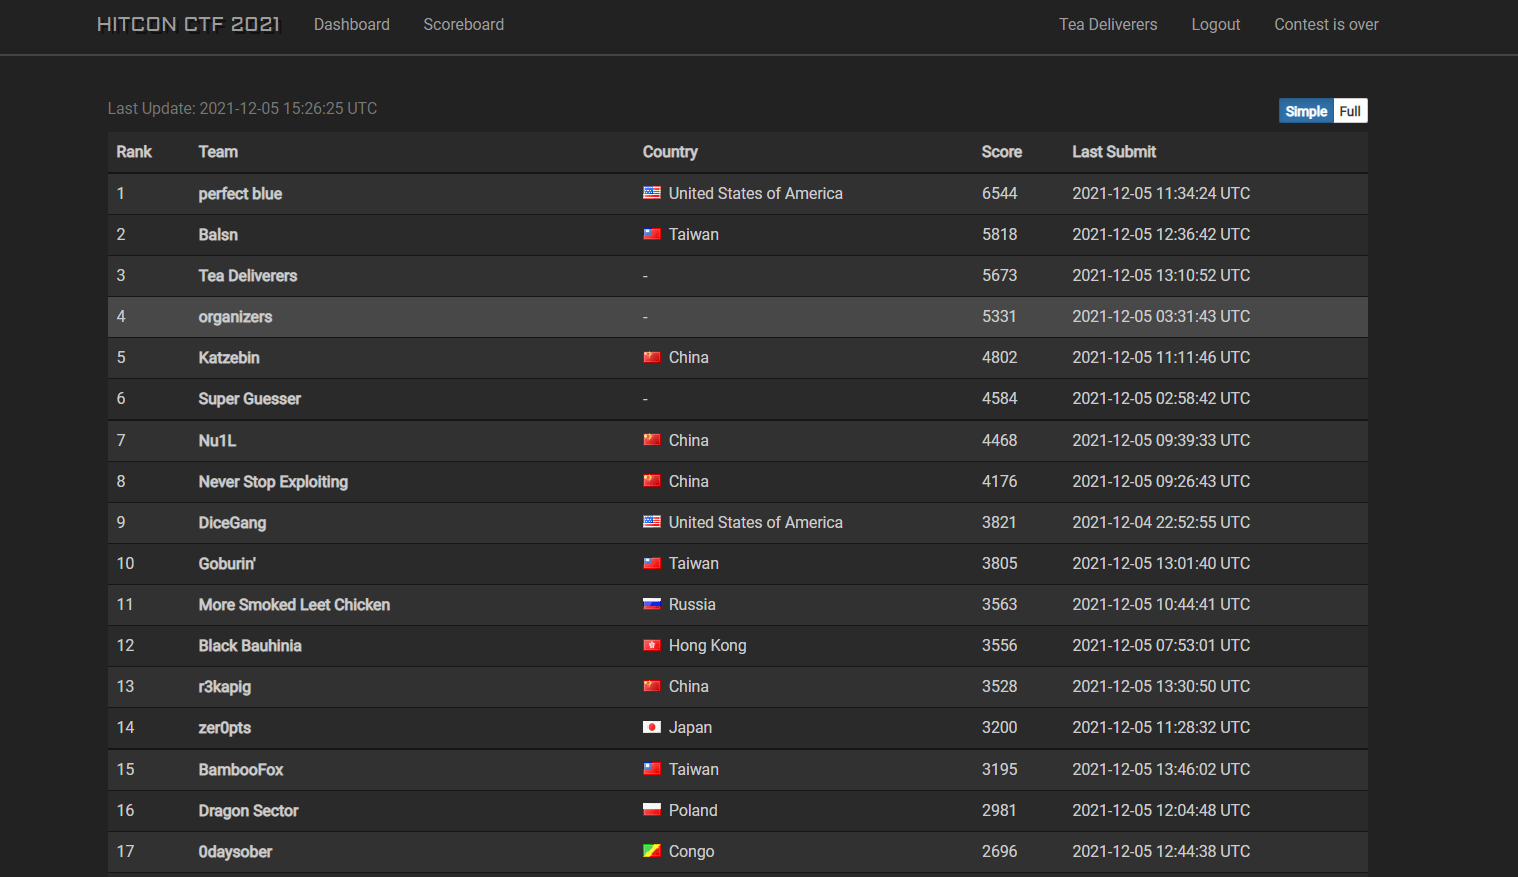 HITCON CTF 2021 Dashboard Scoreboard Tea Deliverers Logout Contest is over
Last Update: 2021-12-05 15:26:25 UTC Simple Full
Rank Team Country Score Last Submit
1 perfect blue United States of America 6544 2021-12-05 11:34:24 UTC
2 Balsn Taiwan 5818 2021-12-05 12:36:42 UTC
3 Tea Deliverers - 5673 2021-12-05 13:10:52 UTC
4 organizers - 5331 2021-12-05 03:31:43 UTC
5 Katzebin China 4802 2021-12-05 11:11:46 UTC
6 Super Guesser - 4584 2021-12-05 02:58:42 UTC
7 Nu1L China 4468 2021-12-05 09:39:33 UTC
8 Never Stop Exploiting China 4176 2021-12-05 09:26:43 UTC
9 DiceGang United States of America 3821 2021-12-04 22:52:55 UTC
10 Goburin' Taiwan 3805 2021-12-05 13:01:40 UTC
11 More Smoked Leet Chicken Russia 3563 2021-12-05 10:44:41 UTC
12 Black Bauhinia Hong Kong 3556 2021-12-05 07:53:01 UTC
13 r3kapig China 3528 2021-12-05 13:30:50 UTC
14 zer0pts Japan 3200 2021-12-05 11:28:32 UTC
15 BambooFox Taiwan 3195 2021-12-05 13:46:02 UTC
16 Dragon Sector Poland 2981 2021-12-05 12:04:48 UTC
17 0daysober Congo 2696 2021-12-05 12:44:38 UTC